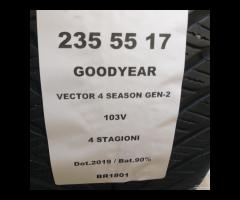 235 55 17
GOODYEAR
VECTOR 4 SEASON GEN-2
103V
4 STAGIONI
Dot.2019 / Bat.90%
BR1801